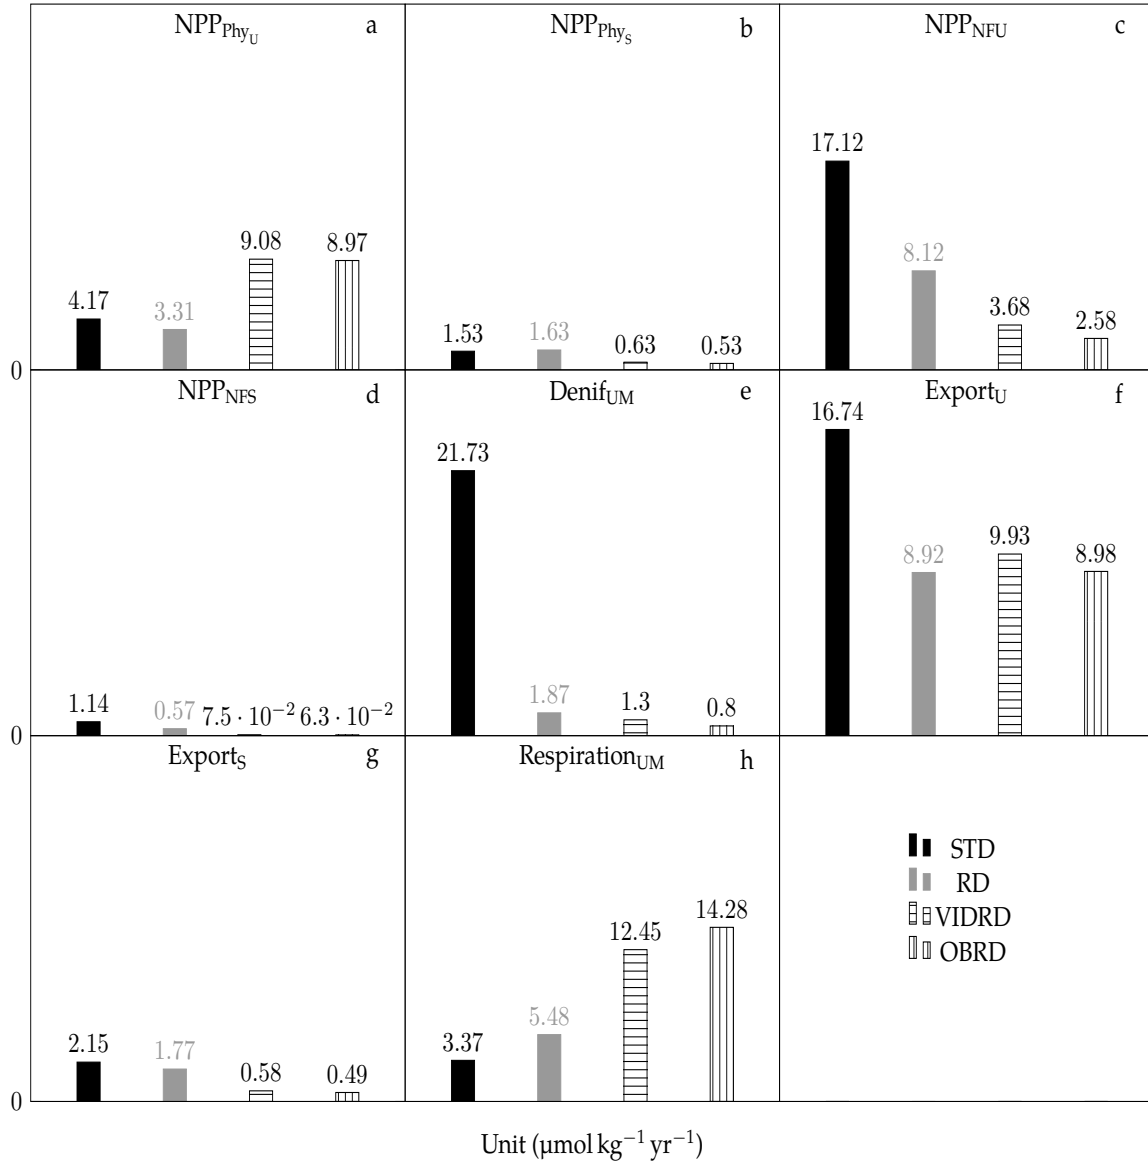 NPP_Phy_U a
4.17
3.31
9.08
8.97
0
NPP_Phy_S b
1.53
1.63
0.63
0.53
NPP_NFU c
17.12
8.12
3.68
2.58
NPP_NFS d
1.14
0.57
7.5 · 10^−2
6.3 · 10^−2
0
Denif_UM e
21.73
1.87
1.3
0.8
Export_U f
16.74
8.92
9.93
8.98
Export_S g
2.15
1.77
0.58
0.49
0
Respiration_UM h
3.37
5.48
12.45
14.28
STD
RD
VIDRD
OBRD
Unit (μmol kg^−1 yr^−1)